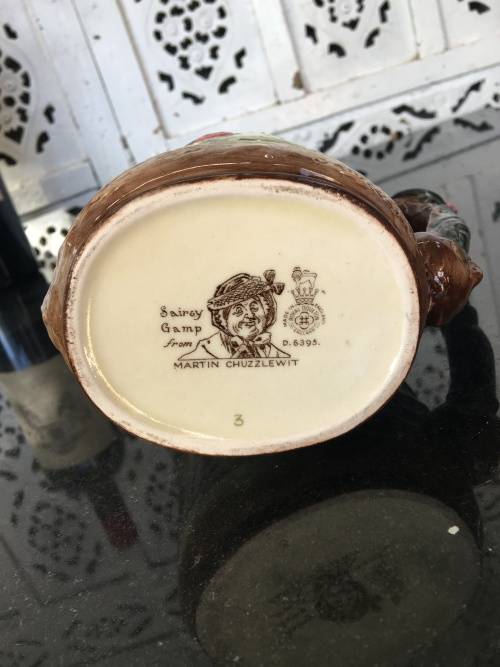 Sairey
Gamp
from
MARTIN CHUZZLEWIT
D.6395.
3